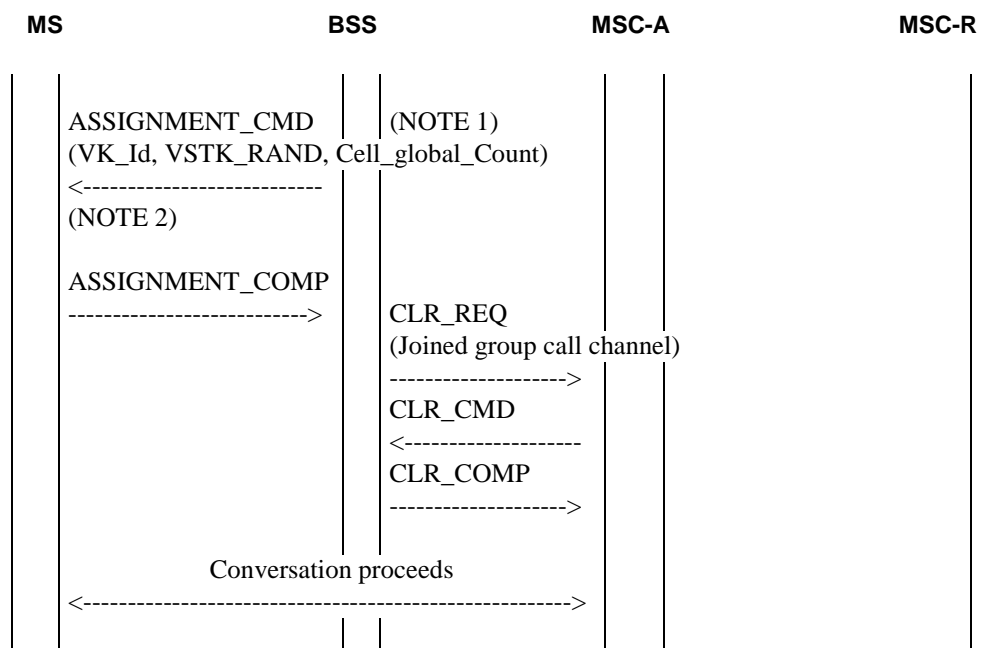 MS BSS MSC-A MSC-R
ASSIGNMENT_CMD (NOTE 1)
(VK_Id, VSTK_RAND, Cell_global_Count)
<---------------------------
(NOTE 2)
ASSIGNMENT_COMP
---------------------------> CLR_REQ
(Joined group call channel)
-------------------->
CLR_CMD
<--------------------
CLR_COMP
-------------------->
Conversation proceeds
<------------------------------------------------------->